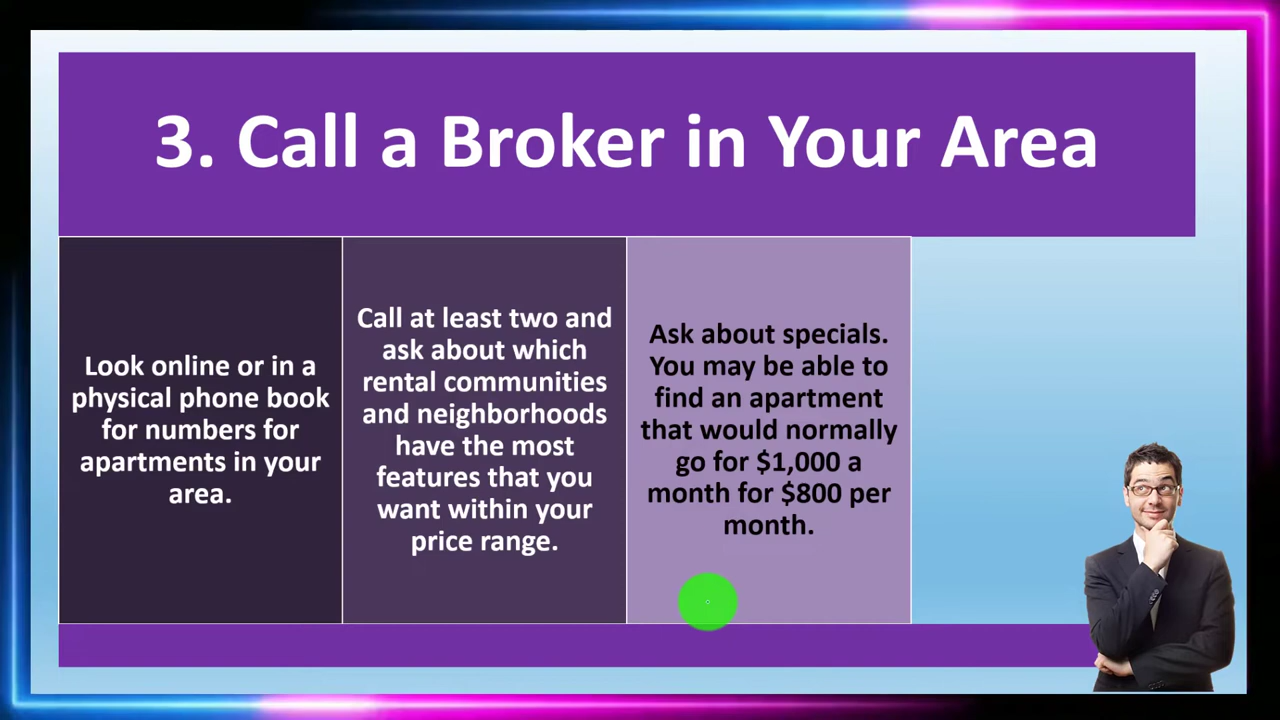 3. Call a Broker in Your Area
Look online or in a
physical phone book
for numbers for
apartments in your
area.
Call at least two and
ask about which
rental communities
and neighborhoods
have the most
features that you
want within your
price range.
Ask about specials.
You may be able to
find an apartment
that would normally
go for $1,000 a
month for $800 per
month.